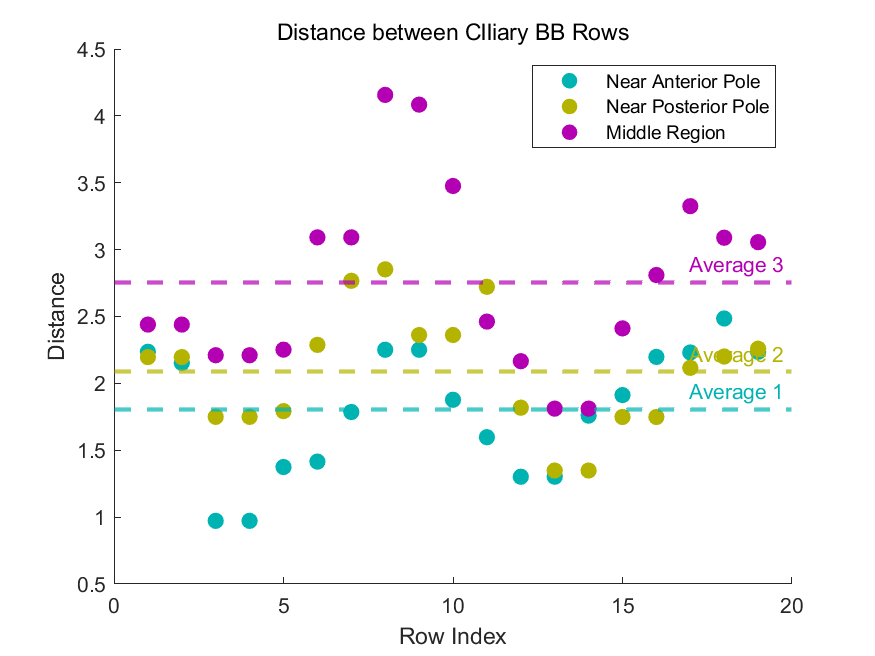 Distance between CIliary BB Rows
4.5
4
3.5
3
2.5
2
1.5
1
0.5
Distance
Near Anterior Pole
Near Posterior Pole
Middle Region
Average 3
Average 2
Average 1
0
5
10
15
20
Row Index